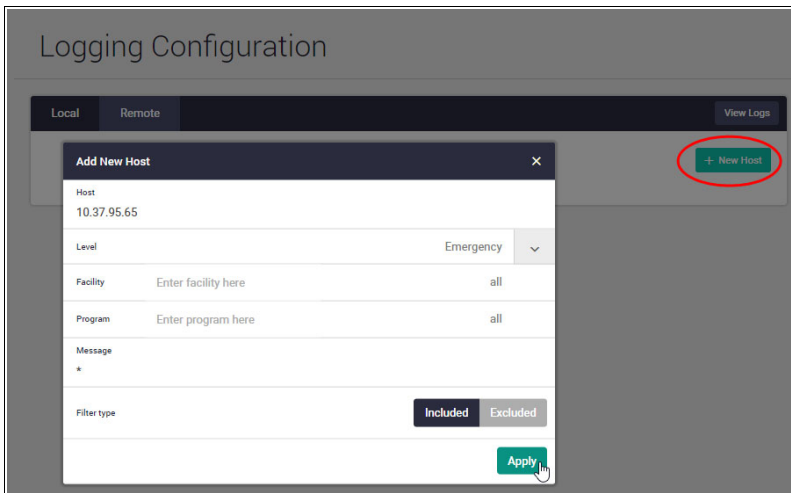 Logging Configuration
Local Remote View Logs
+ New Host
Add New Host ×
Host
10.37.95.65
Level Emergency
Facility Enter facility here all
Program Enter program here all
Message
*
Filter type Included Excluded
Apply